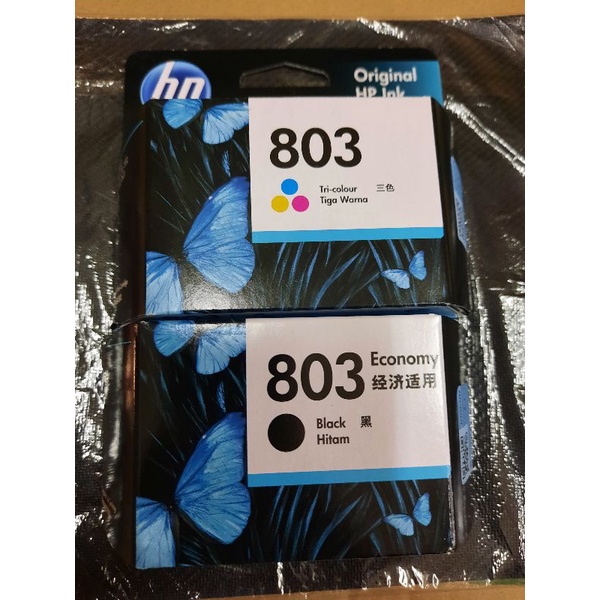 hp
Original
HP Ink
803
Tri-colour 三色
Tiga Warna
803 Economy
经济适用
Black 黑
Hitam